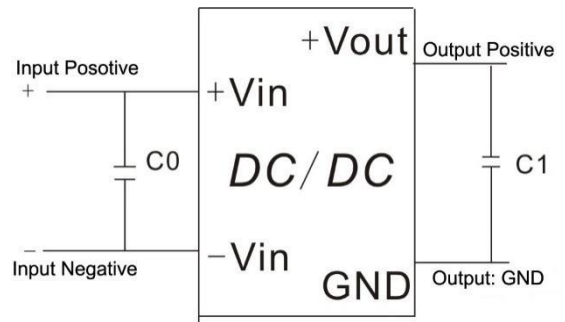 +Vout
Output Positive
Input Posotive
+
+Vin
C0
DC/DC
C1
−
−Vin
Input Negative
GND
Output: GND